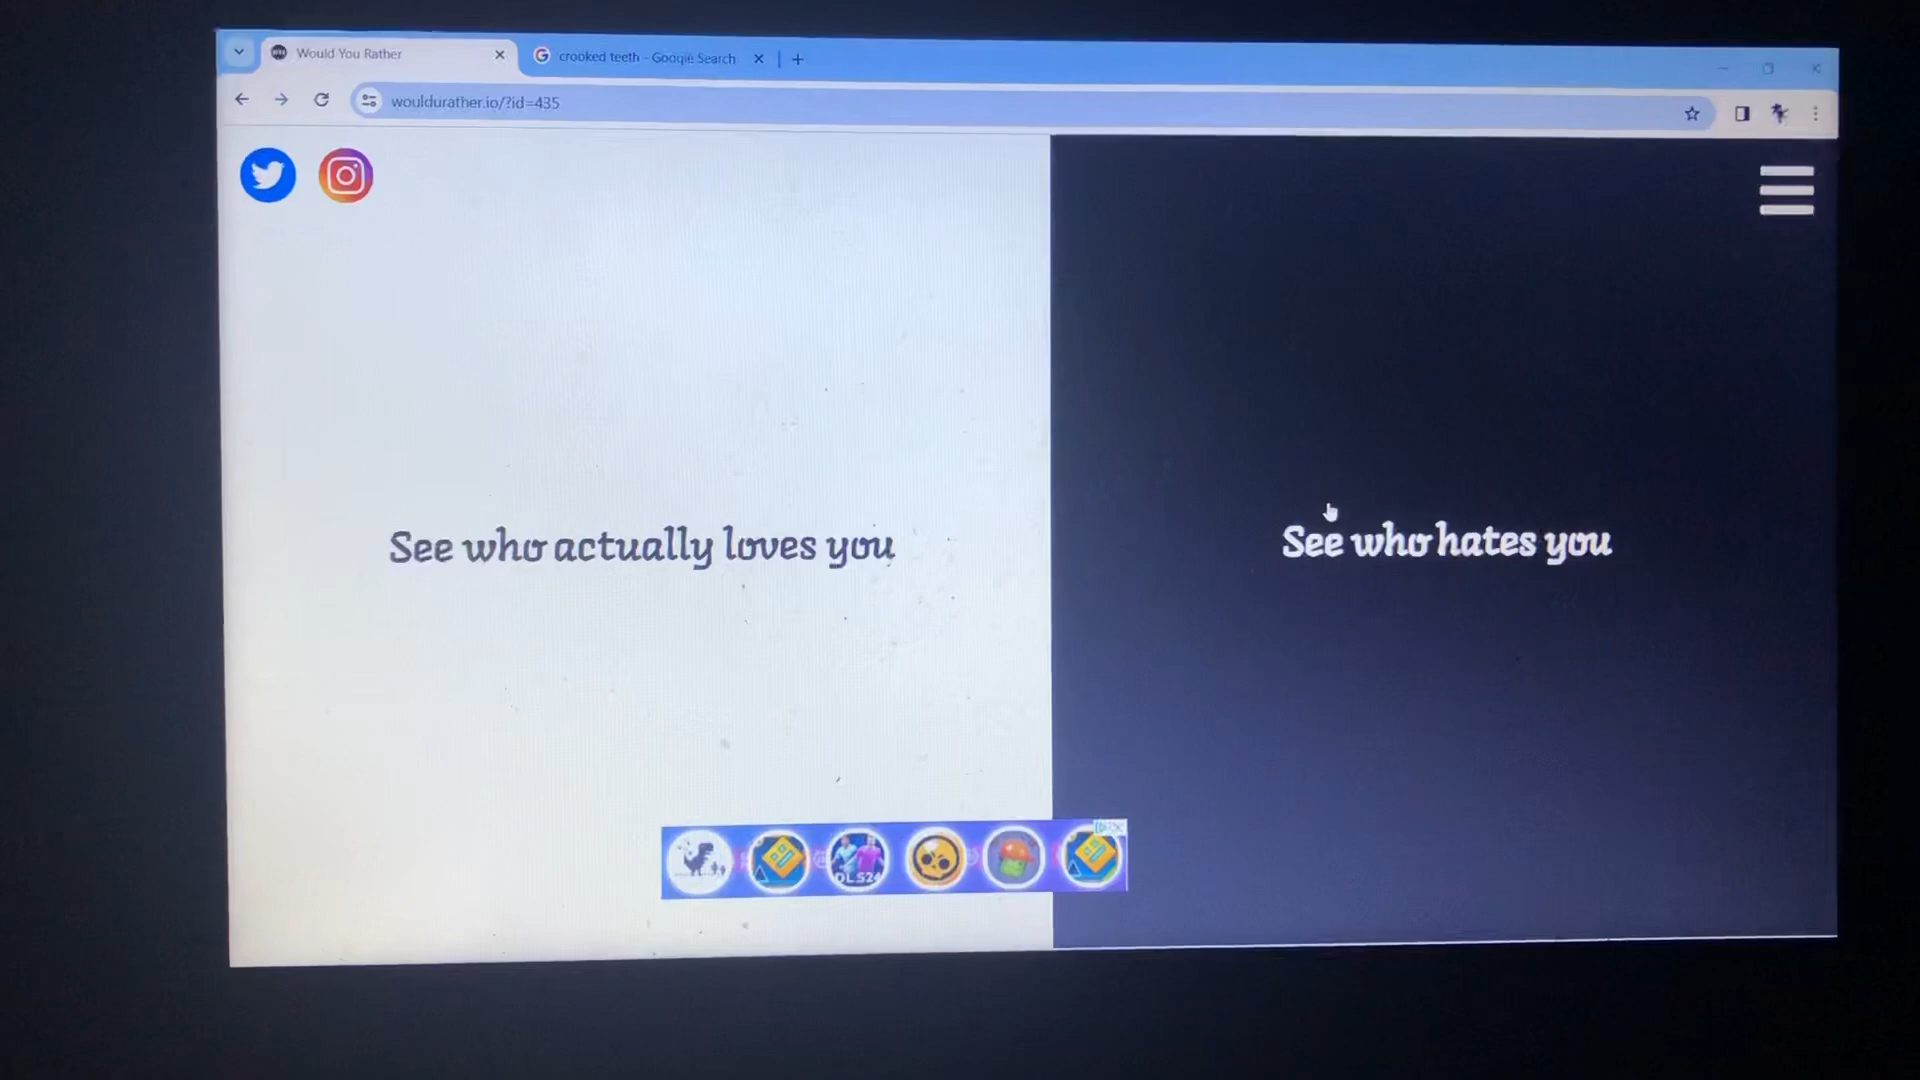 Would You Rather
crooked teeth - Google Search
wouldurather.io/?id=435
See who actually loves you
See who hates you
DLS24